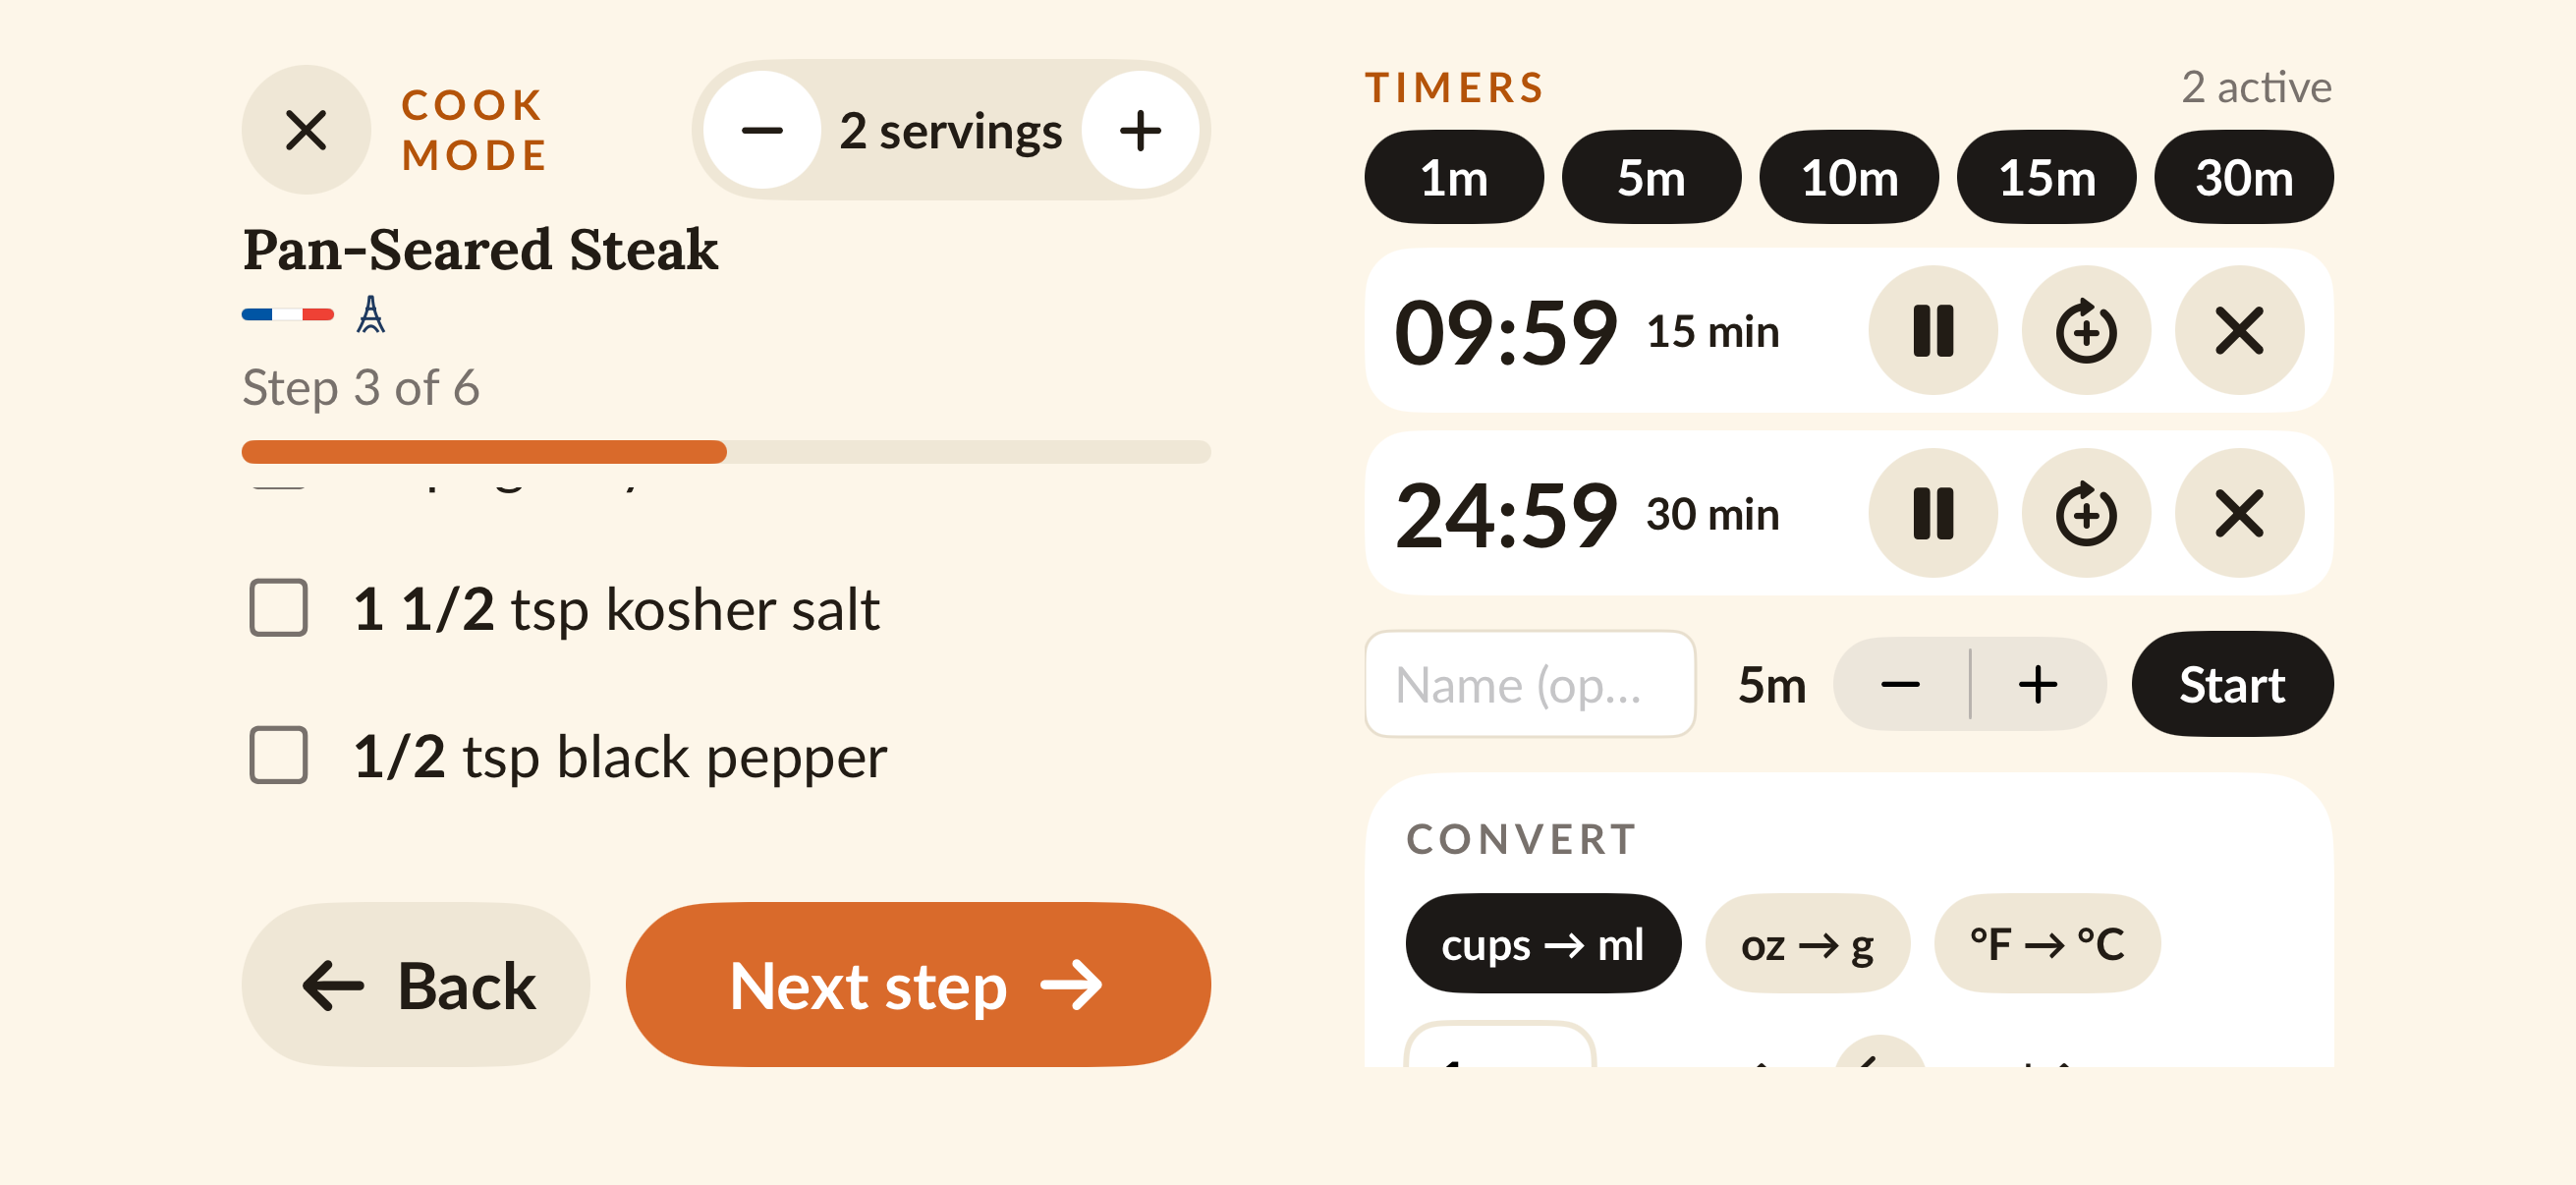 COOK
MODE
− 2 servings +
Pan-Seared Steak
Step 3 of 6
1 1/2 tsp kosher salt
1/2 tsp black pepper
← Back
Next step →
TIMERS
2 active
1m 5m 10m 15m 30m
09:59 15 min
24:59 30 min
Name (op... 5m − + Start
CONVERT
cups → ml oz → g °F → °C